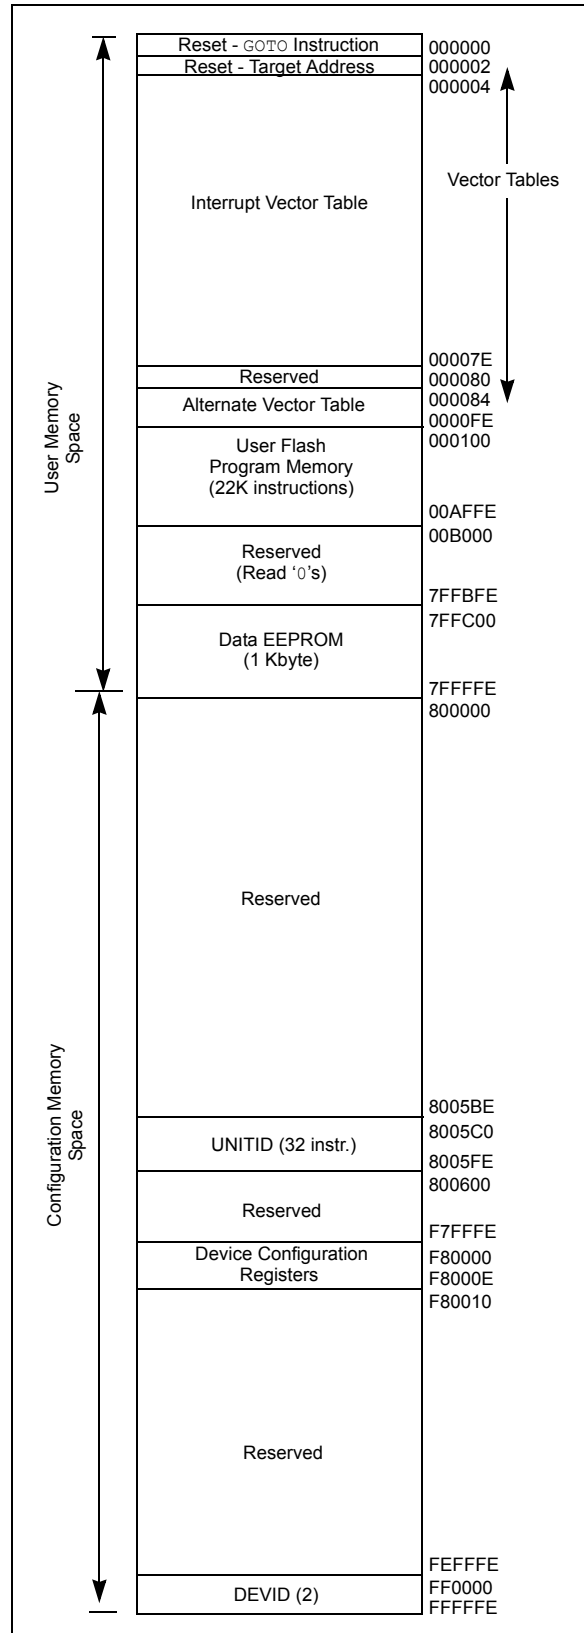 Reset - GOTO Instruction
000000
Reset - Target Address
000002
000004
Vector Tables
Interrupt Vector Table
00007E
Reserved
000080
Alternate Vector Table
000084
0000FE
User Memory
Space
User Flash
Program Memory
(22K instructions)
000100
00AFFE
00B000
Reserved
(Read ‘0’s)
7FFBFE
7FFC00
Data EEPROM
(1 Kbyte)
7FFFFE
800000
Reserved
Configuration Memory
Space
8005BE
8005C0
UNITID (32 instr.)
8005FE
800600
Reserved
F7FFFE
Device Configuration
Registers
F80000
F8000E
F80010
Reserved
FEFFFE
DEVID (2)
FF0000
FFFFFE